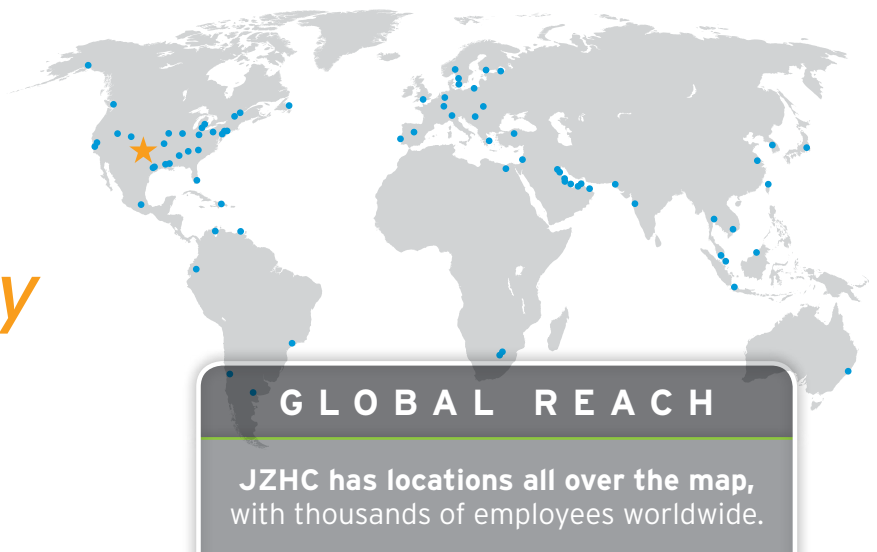 y
GLOBAL REACH
JZHC has locations all over the map,
with thousands of employees worldwide.